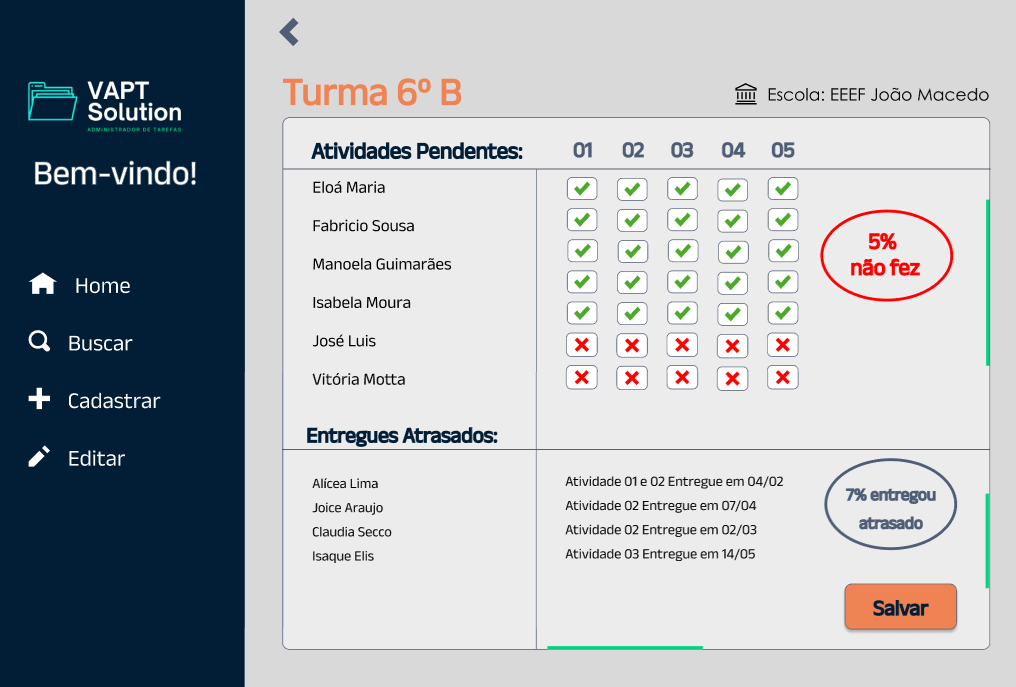 VAPT
Solution
ADMINISTRADOR DE TAREFAS
Bem-vindo!
Home
Buscar
Cadastrar
Editar
Turma 6º B
Escola: EEEF João Macedo
Atividades Pendentes: 01 02 03 04 05
Eloá Maria
Fabricio Sousa
Manoela Guimarães
Isabela Moura
José Luis
Vitória Motta
5%
não fez
Entregues Atrasados:
Alícea Lima Atividade 01 e 02 Entregue em 04/02
Joice Araujo Atividade 02 Entregue em 07/04
Claudia Secco Atividade 02 Entregue em 02/03
Isaque Elis Atividade 03 Entregue em 14/05
7% entregou
atrasado
Salvar